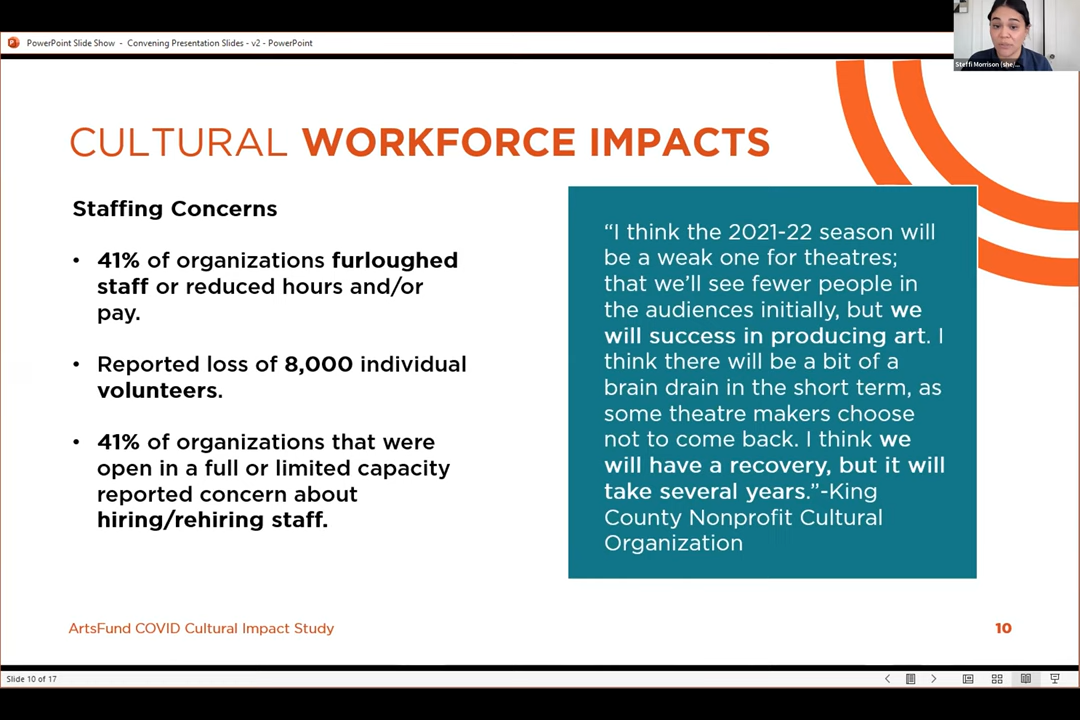 PowerPoint Slide Show - Convening Presentation Slides - v2 - PowerPoint
Steffi Morrison (she/...
CULTURAL WORKFORCE IMPACTS
Staffing Concerns
• 41% of organizations furloughed
staff or reduced hours and/or
pay.
• Reported loss of 8,000 individual
volunteers.
• 41% of organizations that were
open in a full or limited capacity
reported concern about
hiring/rehiring staff.
“I think the 2021-22 season will
be a weak one for theatres;
that we’ll see fewer people in
the audiences initially, but we
will success in producing art. I
think there will be a bit of a
brain drain in the short term, as
some theatre makers choose
not to come back. I think we
will have a recovery, but it will
take several years.”-King
County Nonprofit Cultural
Organization
ArtsFund COVID Cultural Impact Study
10
Slide 10 of 17